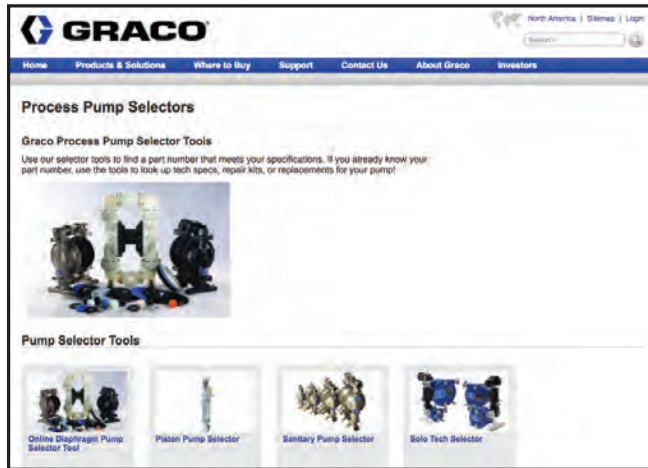 GRACO
North America | Sitemap | Login
Search
Home Products & Solutions Where to Buy Support Contact Us About Graco Investors
Process Pump Selectors
Graco Process Pump Selector Tools
Use our selector tools to find a part number that meets your specifications. If you already know your
part number, use the tools to look up tech specs, repair kits, or replacements for your pump!
Pump Selector Tools
Online Diaphragm Pump
Selector Tool
Piston Pump Selector
Sanitary Pump Selector
Solo Tech Selector